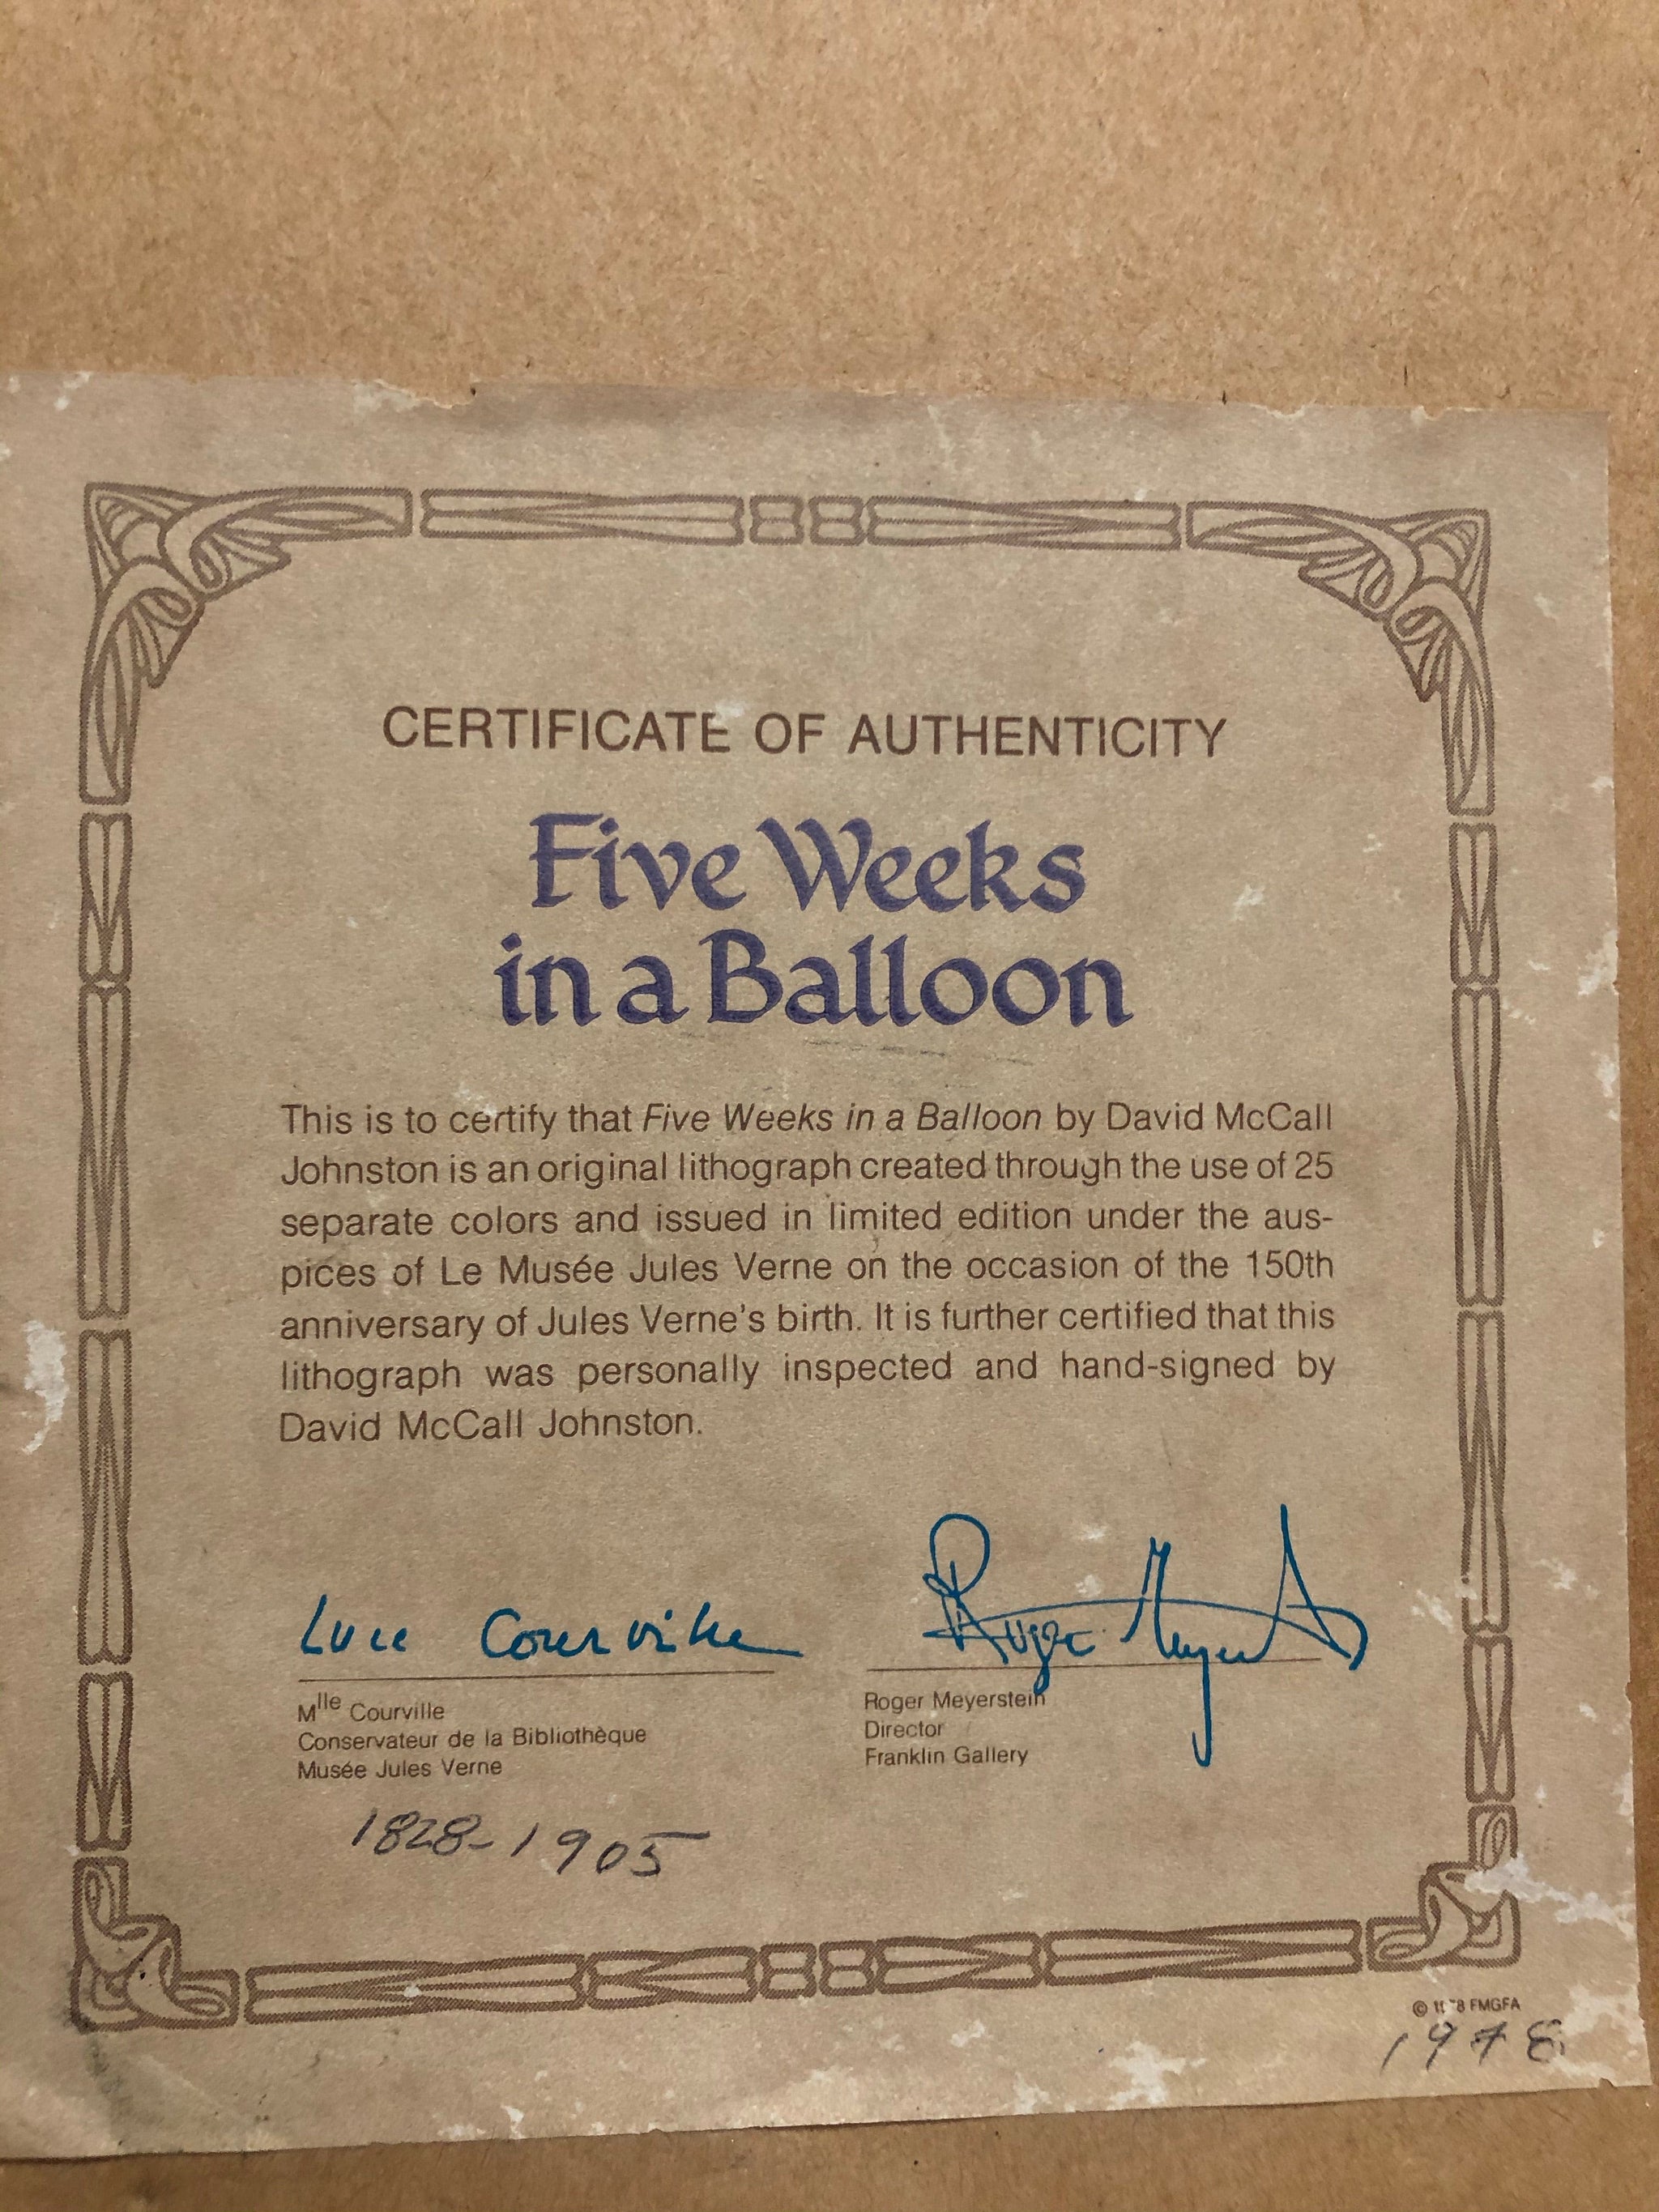 CERTIFICATE OF AUTHENTICITY
Five Weeks
in a Balloon
This is to certify that Five Weeks in a Balloon by David McCall
Johnston is an original lithograph created through the use of 25
separate colors and issued in limited edition under the aus-
pices of Le Musée Jules Verne on the occasion of the 150th
anniversary of Jules Verne's birth. It is further certified that this
lithograph was personally inspected and hand-signed by
David McCall Johnston.
Luce Courville
Mlle Courville
Conservateur de la Bibliothèque
Musée Jules Verne
Roger Meyerstein
Director
Franklin Gallery
1828-1905
© FMGFA
1978